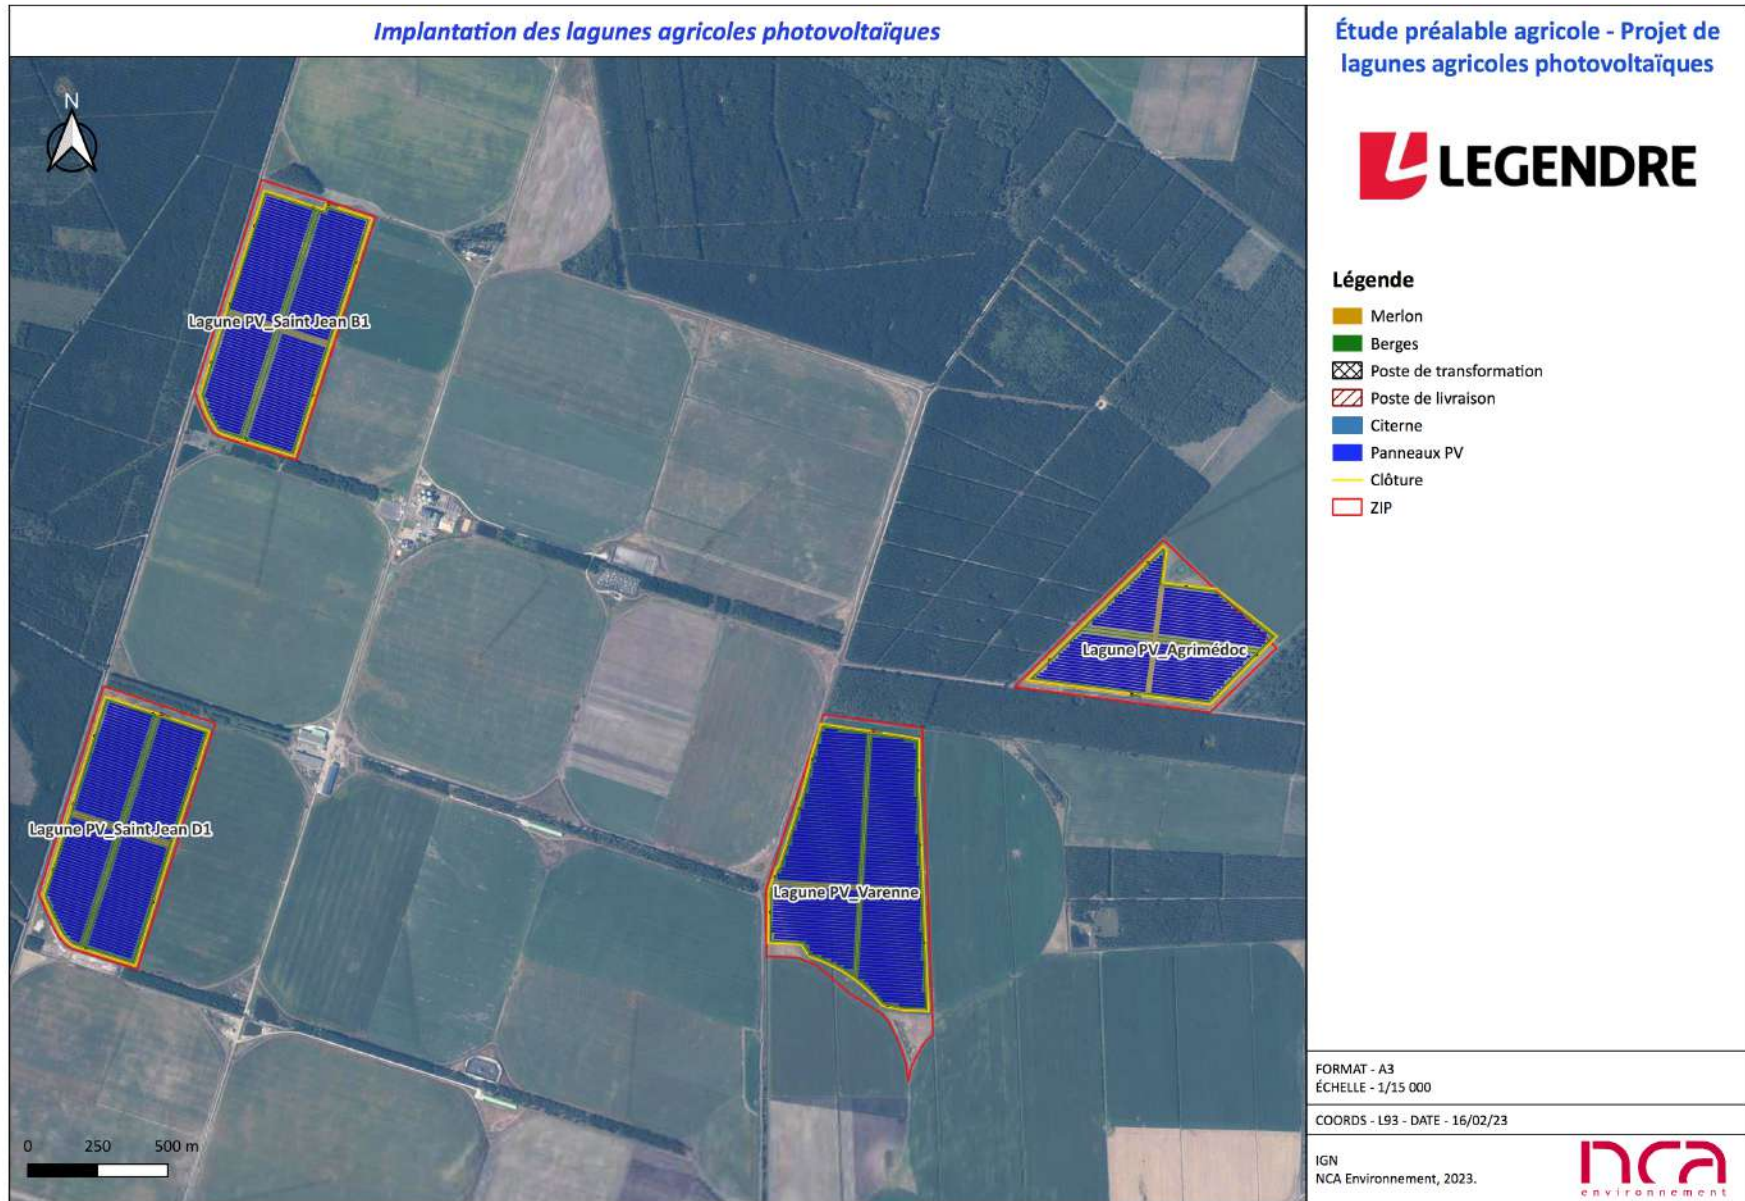 Implantation des lagunes agricoles photovoltaïques
Étude préalable agricole - Projet de
lagunes agricoles photovoltaïques
LEGENDRE
N
Légende
Merlon
Berges
Poste de transformation
Poste de livraison
Citerne
Panneaux PV
Clôture
ZIP
Lagune PV_Saint Jean B1
Lagune PV_Agrimédoc
Lagune PV_Saint Jean D1
Lagune PV_Varenne
0 250 500 m
FORMAT - A3
ÉCHELLE - 1/15 000
COORDS - L93 - DATE - 16/02/23
IGN
NCA Environnement, 2023.
nca
environnement